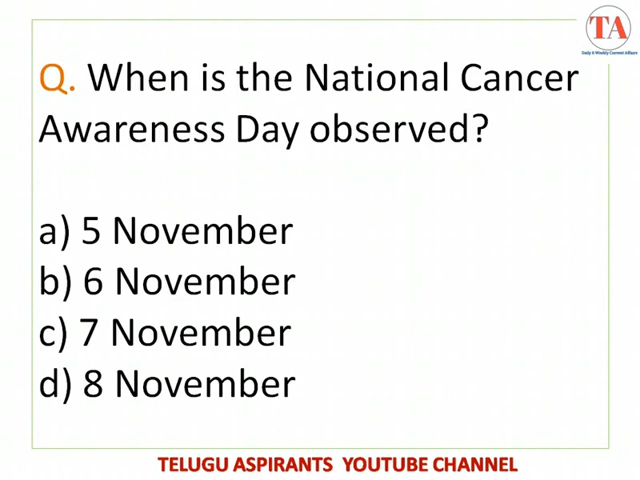 TA
Daily & Weekly Current Affairs
Q. When is the National Cancer
Awareness Day observed?
a) 5 November
b) 6 November
c) 7 November
d) 8 November
TELUGU ASPIRANTS YOUTUBE CHANNEL